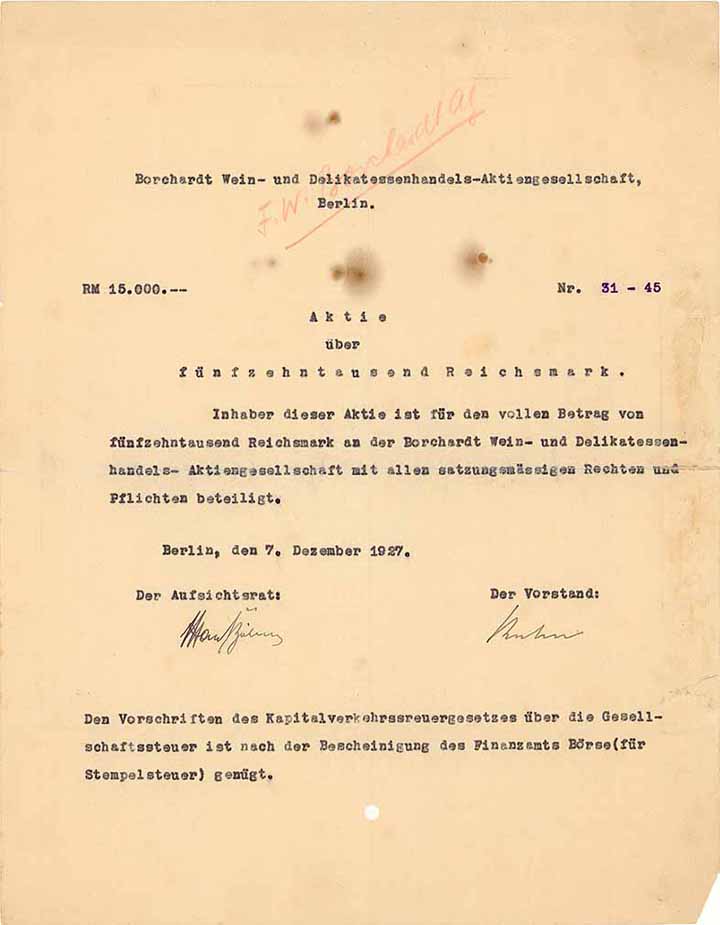 F.W. Borchardt AG
Borchardt Wein- und Delikatessenhandels-Aktiengesellschaft,
Berlin.
RM 15.000.-- Nr. 31 - 45
A k t i e
über
f ü n f z e h n t a u s e n d R e i c h s m a r k .
Inhaber dieser Aktie ist für den vollen Betrag von
fünfzehntausend Reichsmark an der Borchardt Wein- und Delikatessen-
handels- Aktiengesellschaft mit allen satzungsmässigen Rechten und
Pflichten beteiligt.
Berlin, den 7. Dezember 1927.
Der Aufsichtsrat: Der Vorstand:
Den Vorschriften des Kapitalverkehrssreuergesetzes über die Gesell-
schaftssteuer ist nach der Bescheinigung des Finanzamts Börse(für
Stempelsteuer) genügt.